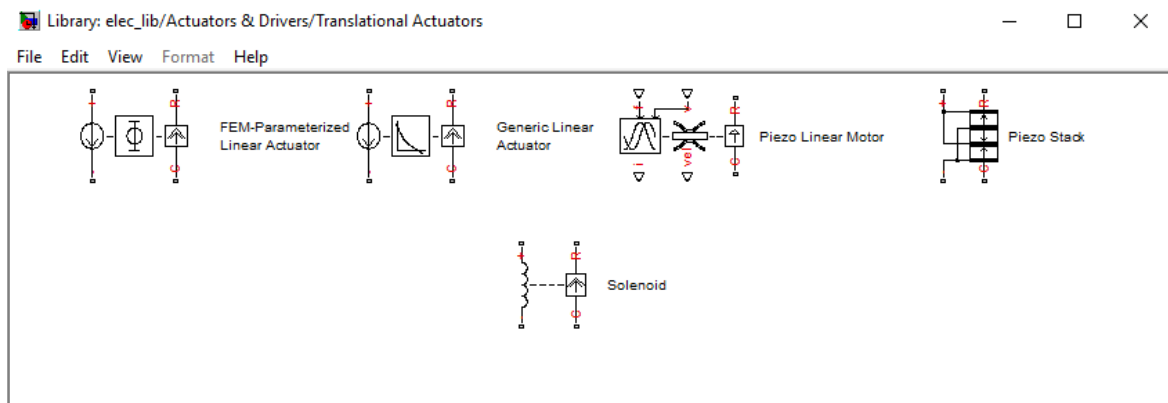 Library: elec_lib/Actuators & Drivers/Translational Actuators
File Edit View Format Help
+ R
FEM-Parameterized
Linear Actuator
- C
+ R
Generic Linear
Actuator
- C
f v R
Piezo Linear Motor
i vel C
+ R
Piezo Stack
- C
+ R
Solenoid
- C